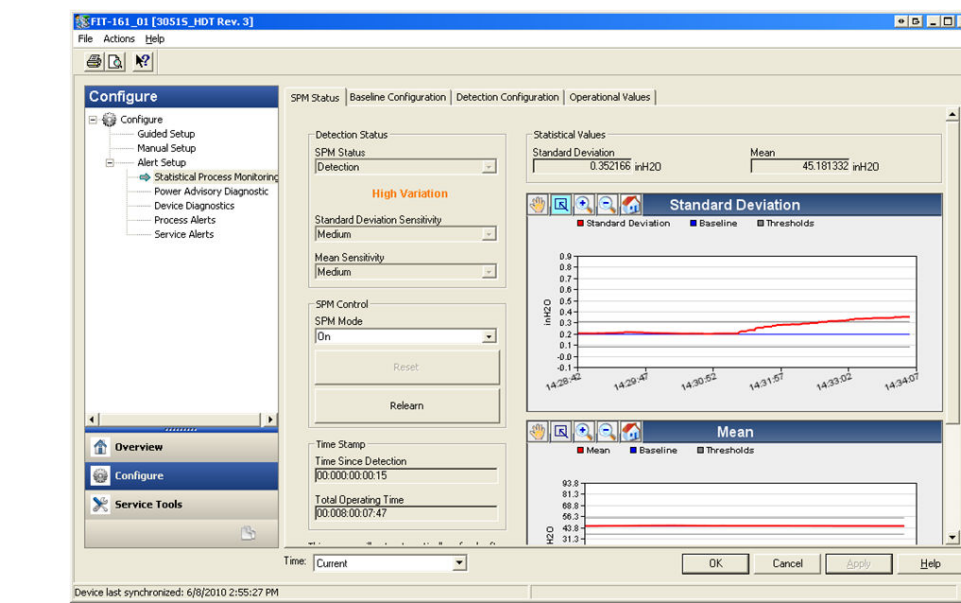 FIT-161_01 [3051S_HDT Rev. 3]
File Actions Help
Configure
Configure
Guided Setup
Manual Setup
Alert Setup
Statistical Process Monitoring
Power Advisory Diagnostic
Device Diagnostics
Process Alerts
Service Alerts
Overview
Configure
Service Tools
SPM Status Baseline Configuration Detection Configuration Operational Values
Detection Status
SPM Status
Detection
High Variation
Standard Deviation Sensitivity
Medium
Mean Sensitivity
Medium
SPM Control
SPM Mode
On
Reset
Relearn
Time Stamp
Time Since Detection
00:000:00:00:15
Total Operating Time
00:008:00:07:47
Statistical Values
Standard Deviation
0.352166 inH2O
Mean
45.181332 inH2O
Standard Deviation
Standard Deviation Baseline Thresholds
inH2O
0.9
0.8
0.7
0.6
0.5
0.4
0.3
0.2
0.1
-0.0
-0.1
14:28:42 14:29:47 14:30:52 14:31:57 14:33:02 14:34:07
Mean
Mean Baseline Thresholds
H2O
93.8
81.3
68.8
56.3
43.8
31.3
Time: Current
OK Cancel Apply Help
Device last synchronized: 6/8/2010 2:55:27 PM